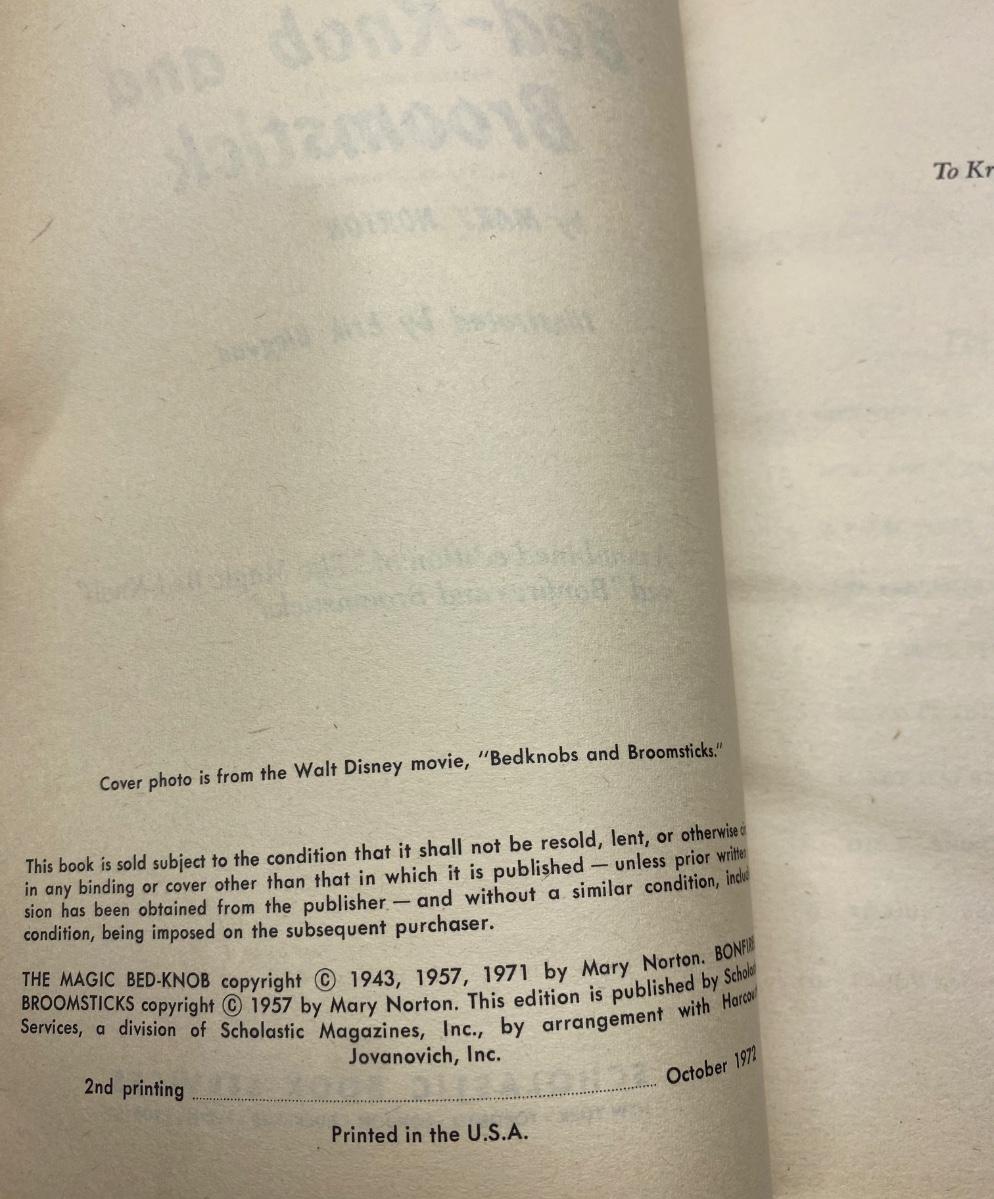 Cover photo is from the Walt Disney movie, "Bedknobs and Broomsticks."
This book is sold subject to the condition that it shall not be resold, lent, or otherwise
in any binding or cover other than that in which it is published — unless prior written
sion has been obtained from the publisher — and without a similar condition, includ
condition, being imposed on the subsequent purchaser.
THE MAGIC BED-KNOB copyright © 1943, 1957, 1971 by Mary Norton. BONFIRE
BROOMSTICKS copyright © 1957 by Mary Norton. This edition is published by Scholas
Services, a division of Scholastic Magazines, Inc., by arrangement with Harcour
Jovanovich, Inc.
2nd printing ........ October 1972
Printed in the U.S.A.
To Kr